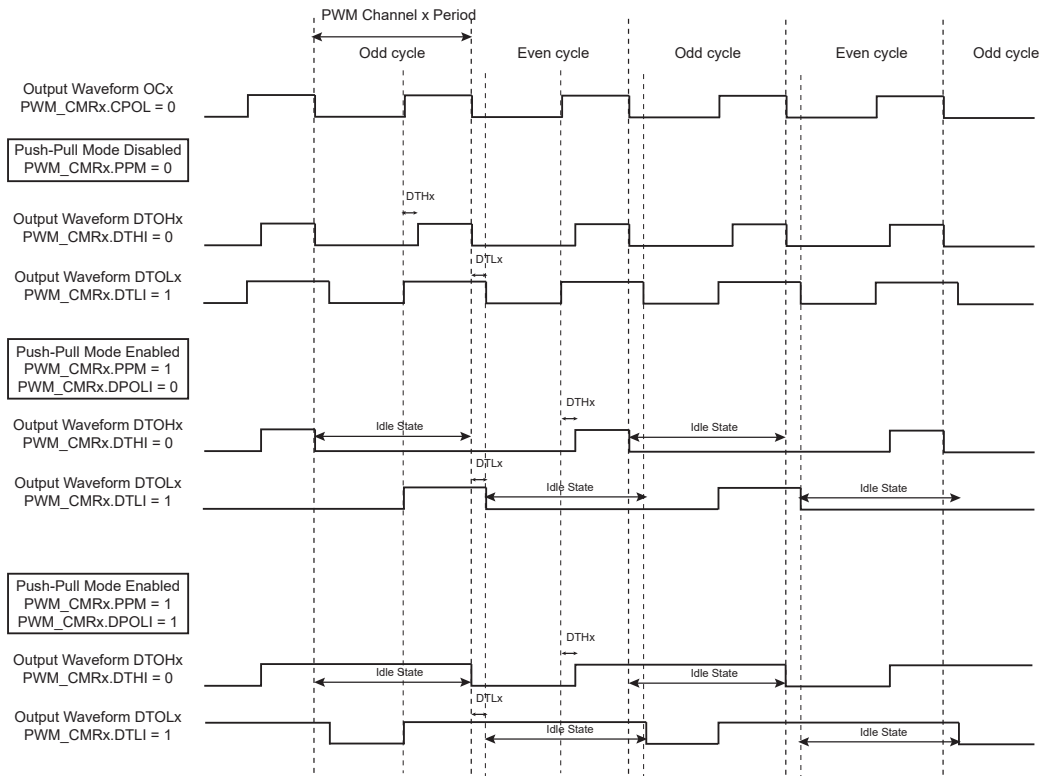 PWM Channel x Period
Odd cycle
Even cycle
Odd cycle
Even cycle
Odd cycle
Output Waveform OCx
PWM_CMRx.CPOL = 0
Push-Pull Mode Disabled
PWM_CMRx.PPM = 0
DTHx
Output Waveform DTOHx
PWM_CMRx.DTHI = 0
DTLx
Output Waveform DTOLx
PWM_CMRx.DTLI = 1
Push-Pull Mode Enabled
PWM_CMRx.PPM = 1
PWM_CMRx.DPOLI = 0
DTHx
Output Waveform DTOHx
PWM_CMRx.DTHI = 0
Idle State
Idle State
DTLx
Output Waveform DTOLx
PWM_CMRx.DTLI = 1
Idle State
Idle State
Push-Pull Mode Enabled
PWM_CMRx.PPM = 1
PWM_CMRx.DPOLI = 1
DTHx
Output Waveform DTOHx
PWM_CMRx.DTHI = 0
Idle State
Idle State
DTLx
Output Waveform DTOLx
PWM_CMRx.DTLI = 1
Idle State
Idle State